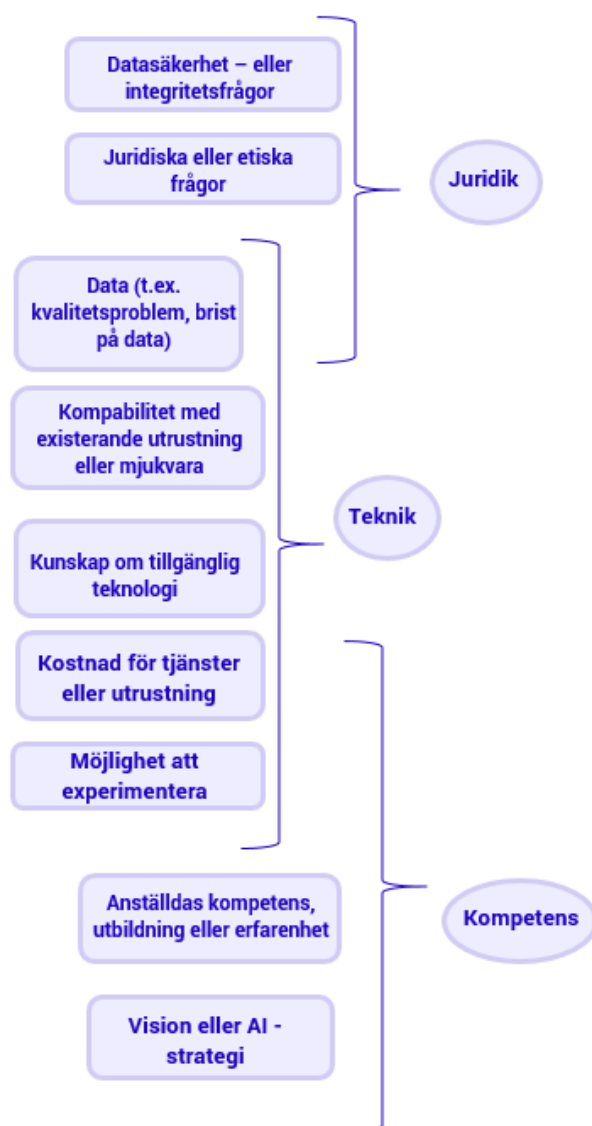 Datasäkerhet – eller
integritetsfrågor
Juridiska eller etiska
frågor
Juridik
Data (t.ex.
kvalitetsproblem, brist
på data)
Kompabilitet med
existerande utrustning
eller mjukvara
Teknik
Kunskap om tillgänglig
teknologi
Kostnad för tjänster
eller utrustning
Möjlighet att
experimentera
Anställdas kompetens,
utbildning eller erfarenhet
Kompetens
Vision eller AI -
strategi